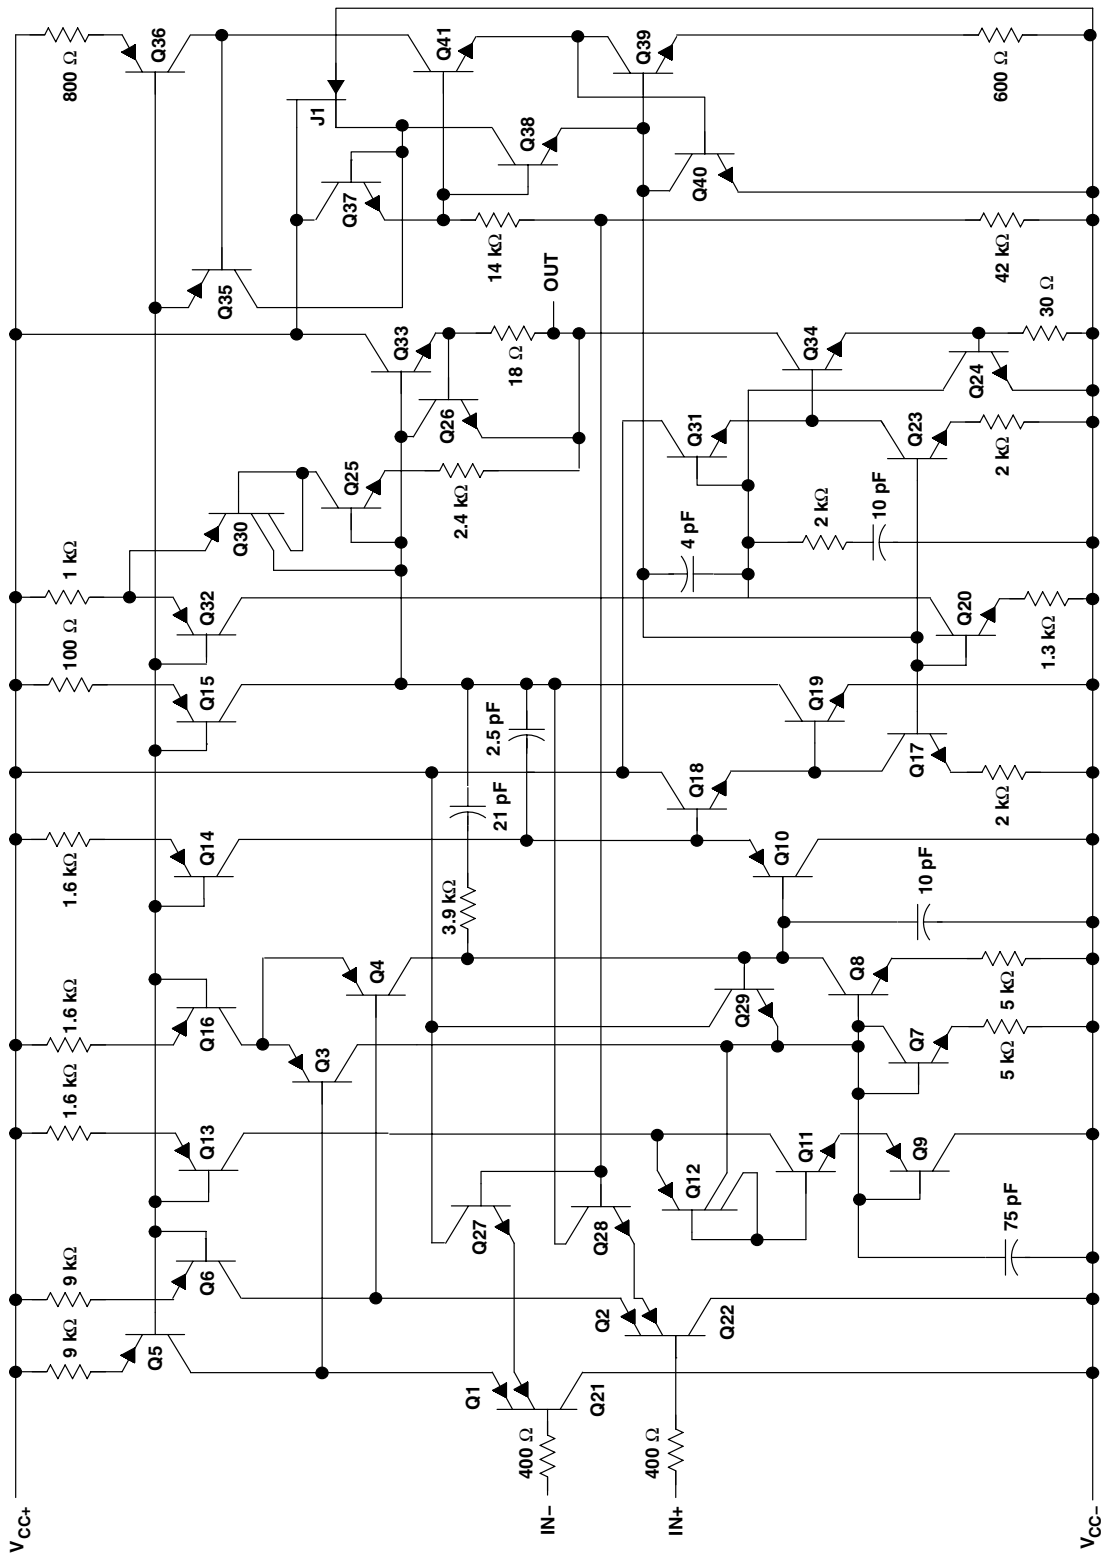 VCC+
9 kΩ
9 kΩ
1.6 kΩ
1.6 kΩ
1.6 kΩ
100 Ω
1 kΩ
800 Ω
Q5
Q6
Q13
Q16
Q14
Q15
Q32
Q30
Q35
Q36
Q3
Q4
Q25
Q33
Q37
J1
Q41
Q26
2.4 kΩ
18 Ω
OUT
14 kΩ
Q38
Q39
IN−
400 Ω
Q1
Q21
Q27
3.9 kΩ
21 pF
2.5 pF
IN+
400 Ω
Q2
Q22
Q28
Q12
Q29
Q18
4 pF
Q31
Q40
Q11
Q10
Q19
2 kΩ
10 pF
Q34
Q9
Q7
Q8
10 pF
Q17
Q20
Q23
Q24
75 pF
5 kΩ
5 kΩ
2 kΩ
1.3 kΩ
2 kΩ
30 Ω
42 kΩ
600 Ω
VCC−